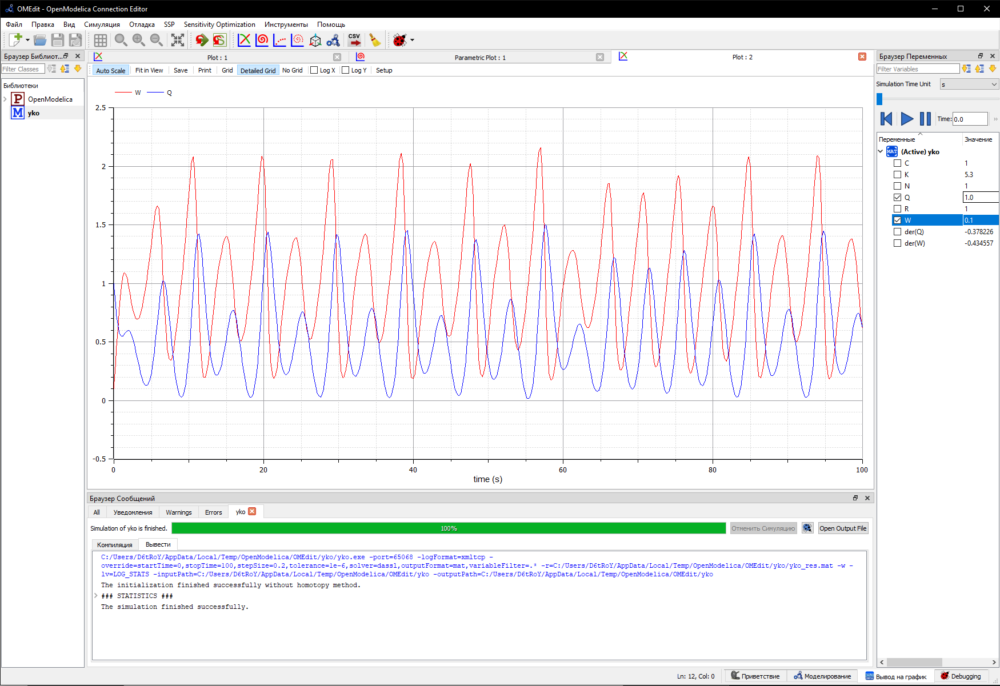 OMEdit - OpenModelica Connection Editor
Файл Правка Вид Симуляция Отладка SSP Sensitivity Optimization Инструменты Помощь
CSV
Браузер Библиот...
Plot : 1
Parametric Plot : 1
Plot : 2
Браузер Переменных
Filter Classes
Auto Scale Fit in View Save Print Grid Detailed Grid No Grid Log X Log Y Setup
Filter Variables
Библиотеки
P OpenModelica
M yko
Simulation Time Unit s
Time: 0.0
Переменные Значение
MAT (Active) yko
C 1
K 5.3
N 1
Q 1.0
R 1
W 0.1
der(Q) -0.378226
der(W) -0.434557
W Q
2.5
2
1.5
1
0.5
0
-0.5
0 20 40 60 80 100
time (s)
Браузер Сообщений
All Уведомления Warnings Errors yko
Simulation of yko is finished. 100% Отменить Симуляцию Open Output File
Компиляция Вывести
C:/Users/D6tRoY/AppData/Local/Temp/OpenModelica/OMEdit/yko/yko.exe -port=65068 -logFormat=xmltcp -
override=startTime=0,stopTime=100,stepSize=0.2,tolerance=1e-6,solver=dassl,outputFormat=mat,variableFilter=.* -r=C:/Users/D6tRoY/AppData/Local/Temp/OpenModelica/OMEdit/yko/yko_res.mat -w -
lv=LOG_STATS -inputPath=C:/Users/D6tRoY/AppData/Local/Temp/OpenModelica/OMEdit/yko -outputPath=C:/Users/D6tRoY/AppData/Local/Temp/OpenModelica/OMEdit/yko
The initialization finished successfully without homotopy method.
### STATISTICS ###
The simulation finished successfully.
Ln: 12, Col: 0 Приветствие Моделирование Вывод на график Debugging